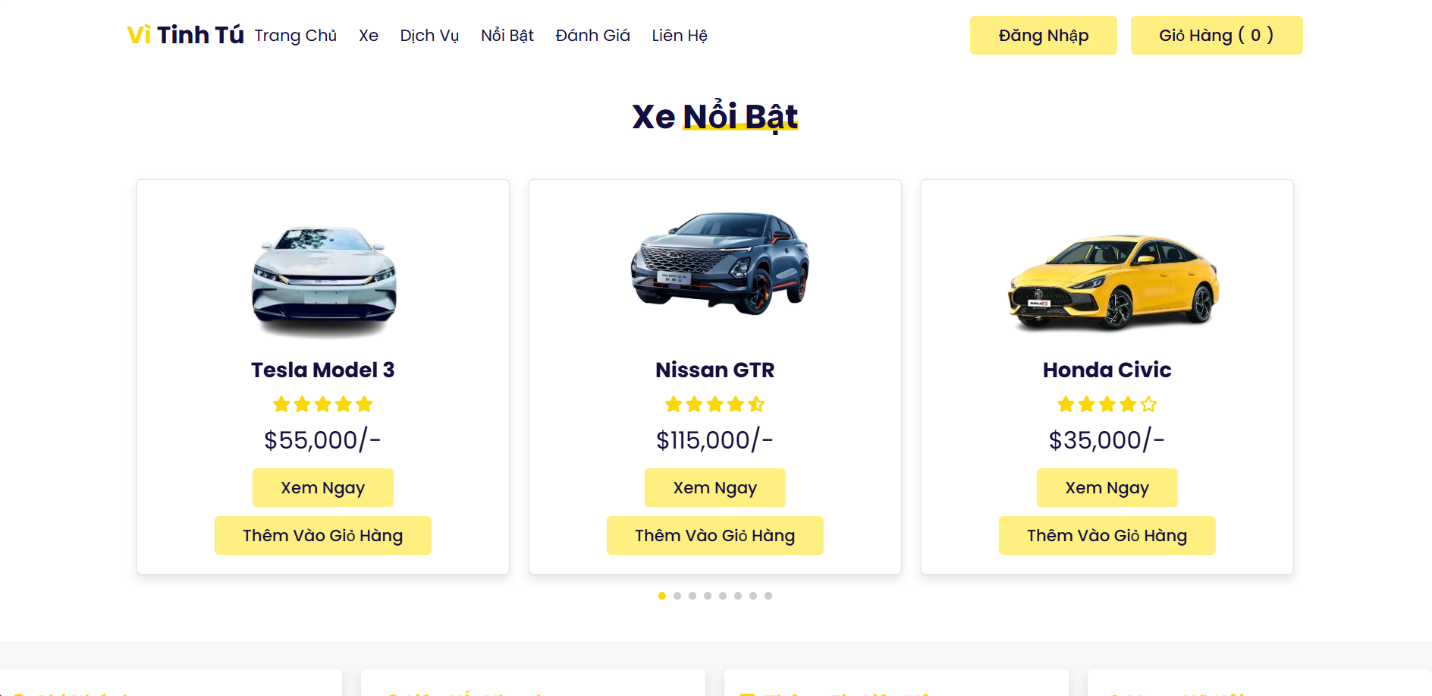 Vì Tinh Tú Trang Chủ Xe Dịch Vụ Nổi Bật Đánh Giá Liên Hệ Đăng Nhập Giỏ Hàng ( 0 )
Xe Nổi Bật
Tesla Model 3 Nissan GTR Honda Civic
$55,000/- $115,000/- $35,000/-
Xem Ngay Xem Ngay Xem Ngay
Thêm Vào Giỏ Hàng Thêm Vào Giỏ Hàng Thêm Vào Giỏ Hàng